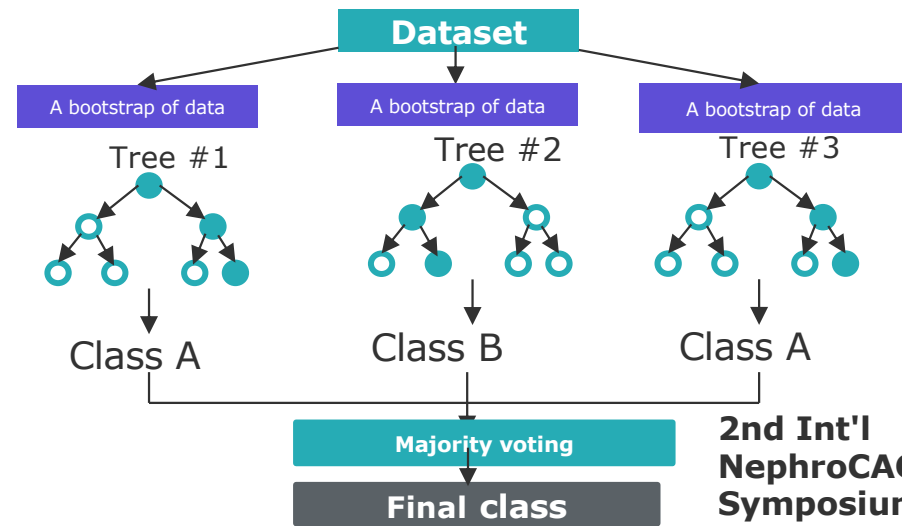 Dataset
A bootstrap of data
A bootstrap of data
A bootstrap of data
Tree #1
Tree #2
Tree #3
Class A
Class B
Class A
Majority voting
Final class
2nd Int'l
Symposium